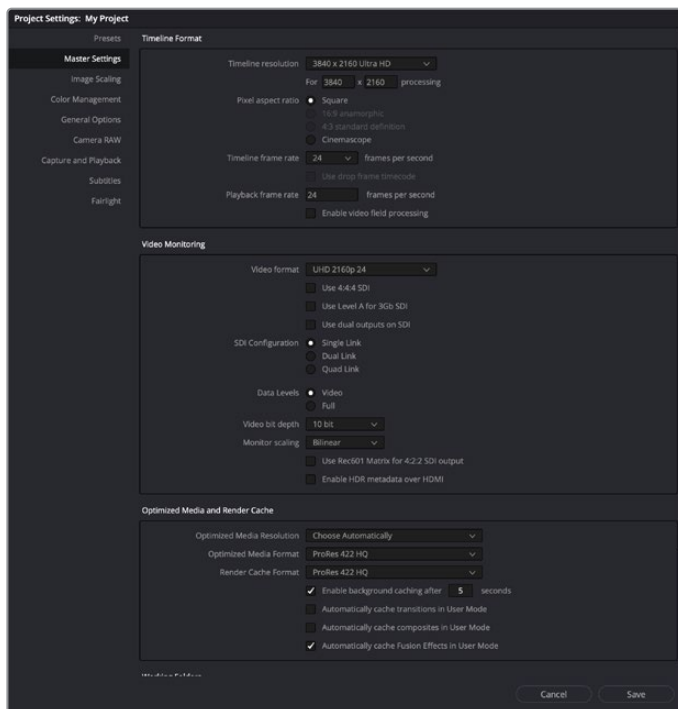 Project Settings: My Project
Presets
Master Settings
Image Scaling
Color Management
General Options
Camera RAW
Capture and Playback
Subtitles
Fairlight
Timeline Format
Timeline resolution 3840 x 2160 Ultra HD
For 3840 x 2160 processing
Pixel aspect ratio Square
16:9 anamorphic
4:3 standard definition
Cinemascope
Timeline frame rate 24 frames per second
Use drop frame timecode
Playback frame rate 24 frames per second
Enable video field processing
Video Monitoring
Video format UHD 2160p 24
Use 4:4:4 SDI
Use Level A for 3Gb SDI
Use dual outputs on SDI
SDI Configuration Single Link
Dual Link
Quad Link
Data Levels Video
Full
Video bit depth 10 bit
Monitor scaling Bilinear
Use Rec601 Matrix for 4:2:2 SDI output
Enable HDR metadata over HDMI
Optimized Media and Render Cache
Optimized Media Resolution Choose Automatically
Optimized Media Format ProRes 422 HQ
Render Cache Format ProRes 422 HQ
Enable background caching after 5 seconds
Automatically cache transitions in User Mode
Automatically cache composites in User Mode
Automatically cache Fusion Effects in User Mode
Working Folders
Cancel Save